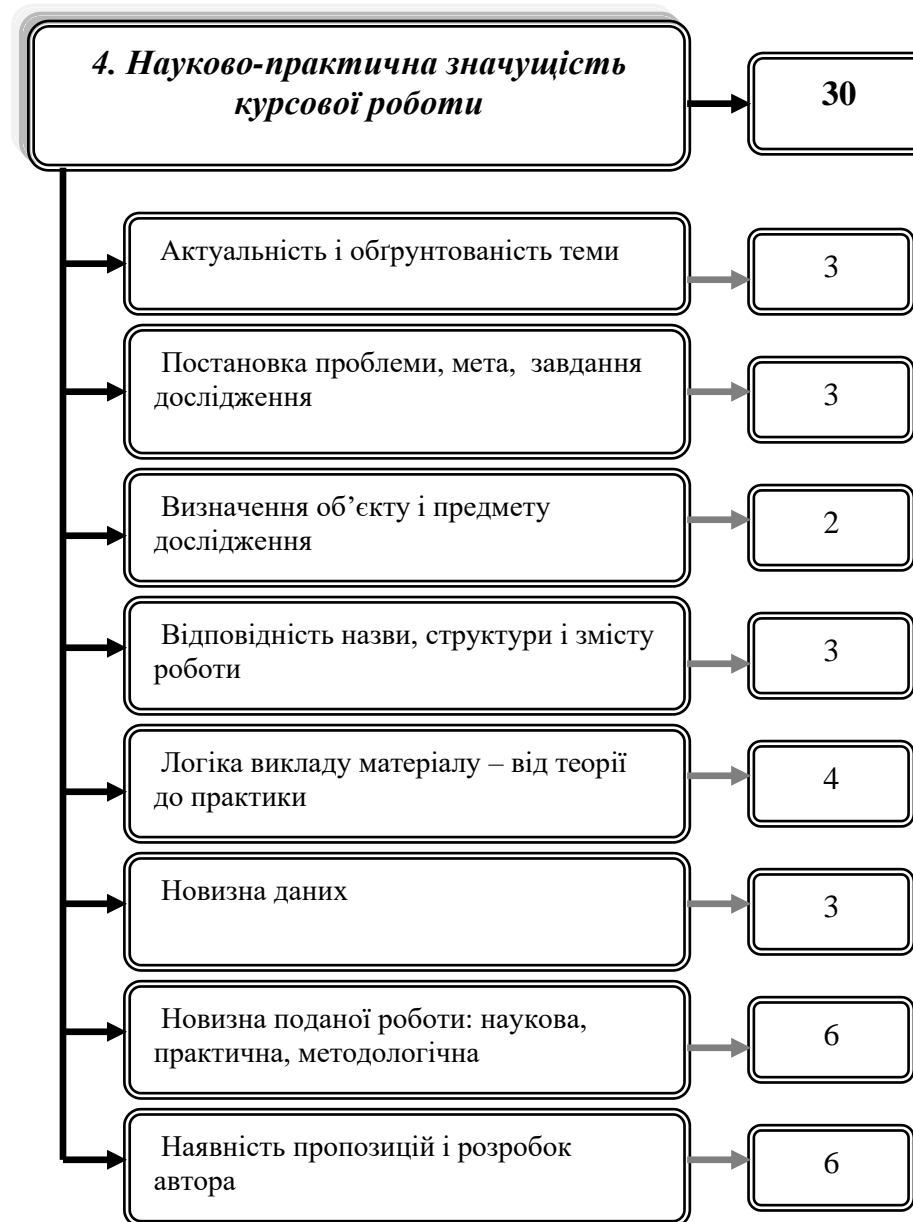 4. Науково-практична значущість
курсової роботи
30
Актуальність і обґрунтованість теми
3
Постановка проблеми, мета, завдання
дослідження
3
Визначення об’єкту і предмету
дослідження
2
Відповідність назви, структури і змісту
роботи
3
Логіка викладу матеріалу – від теорії
до практики
4
Новизна даних
3
Новизна поданої роботи: наукова,
практична, методологічна
6
Наявність пропозицій і розробок
автора
6